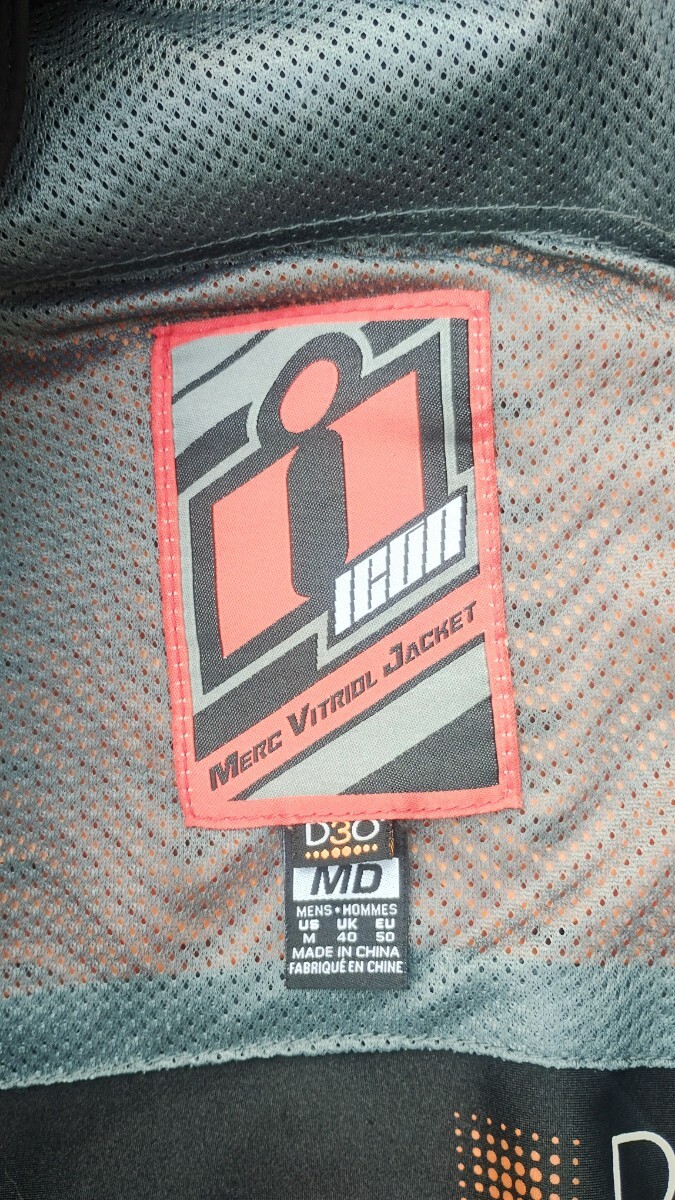 ICON
MERC VITRIOL JACKET
D3O
MD
MENS • HOMMES
US UK EU
M 40 50
MADE IN CHINA
FABRIQUÉ EN CHINE
D